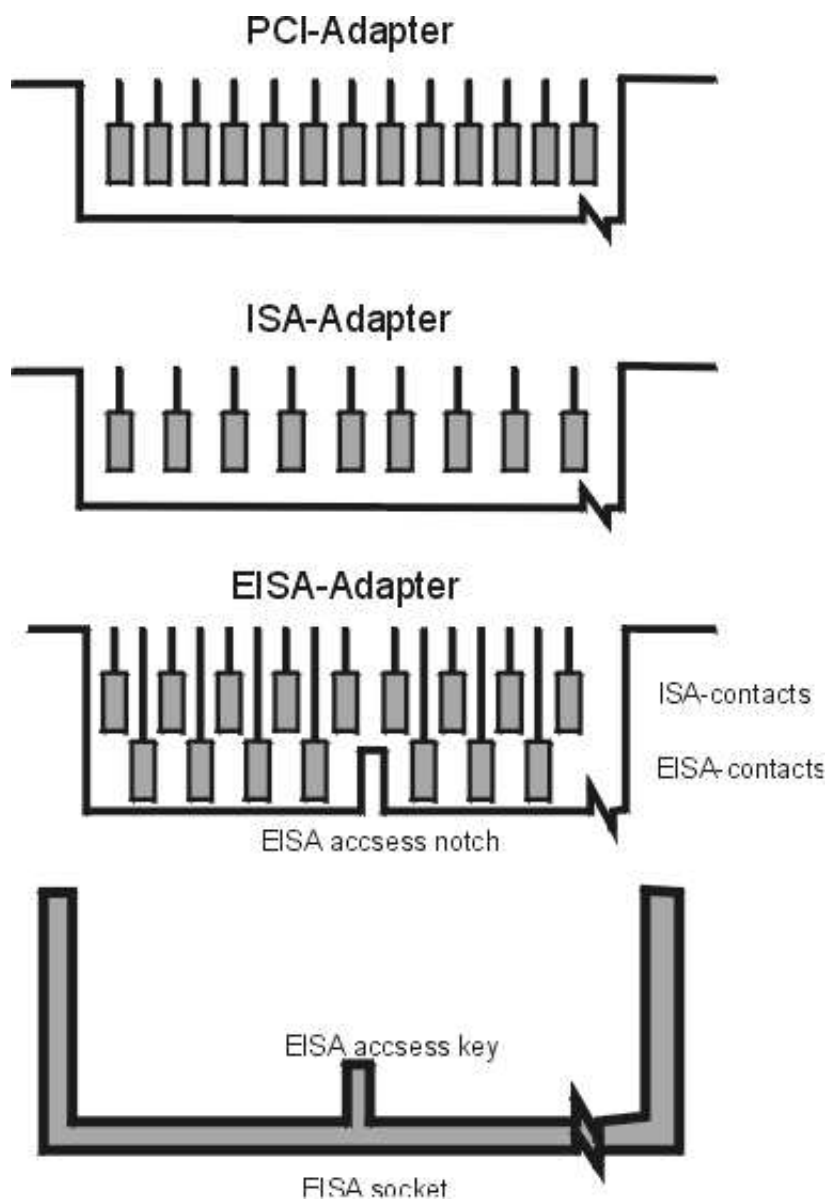 PCI-Adapter
ISA-Adapter
EISA-Adapter
ISA-contacts
EISA-contacts
EISA accsess notch
EISA accsess key
EISA socket